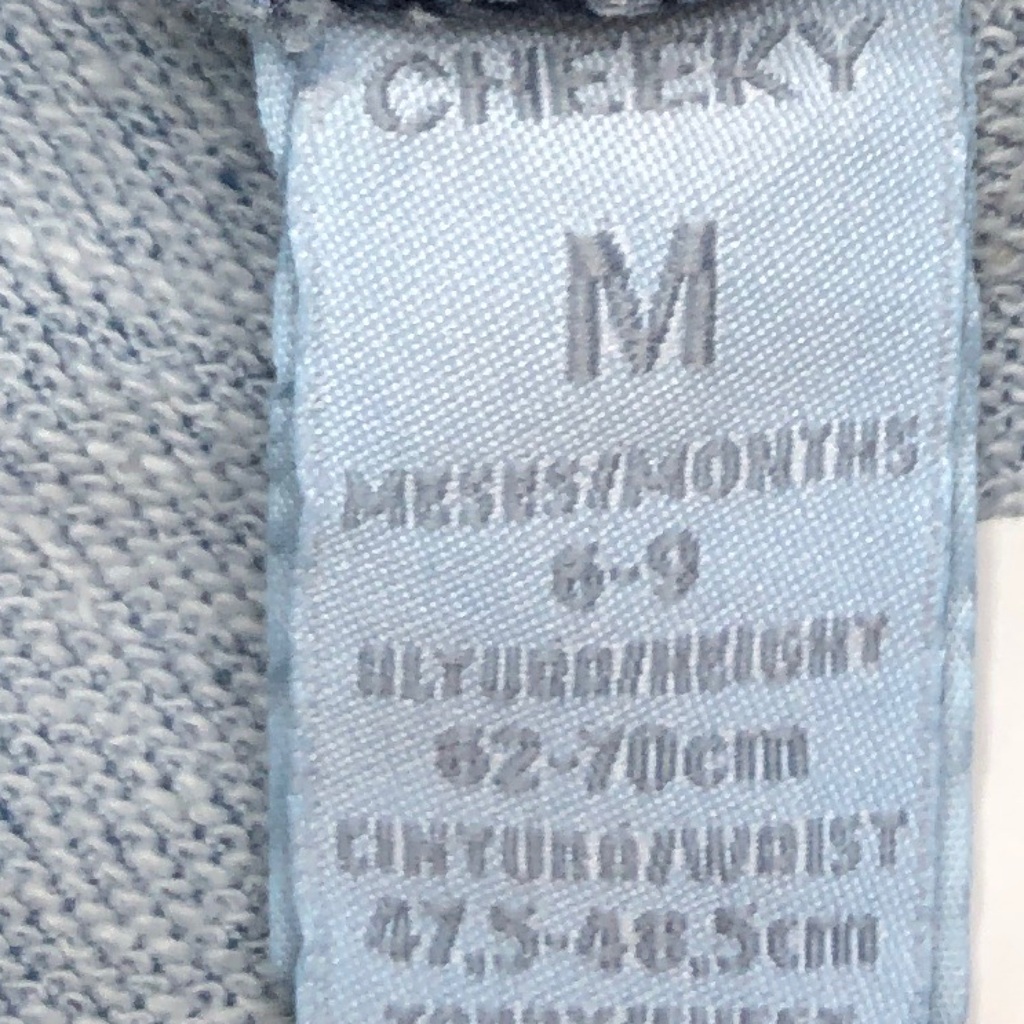 CHEEKY
M
MESES/MONTHS
6-9
ALTURA/HEIGHT
62-70cm
CINTURA/WAIST
47,5-48,5cm